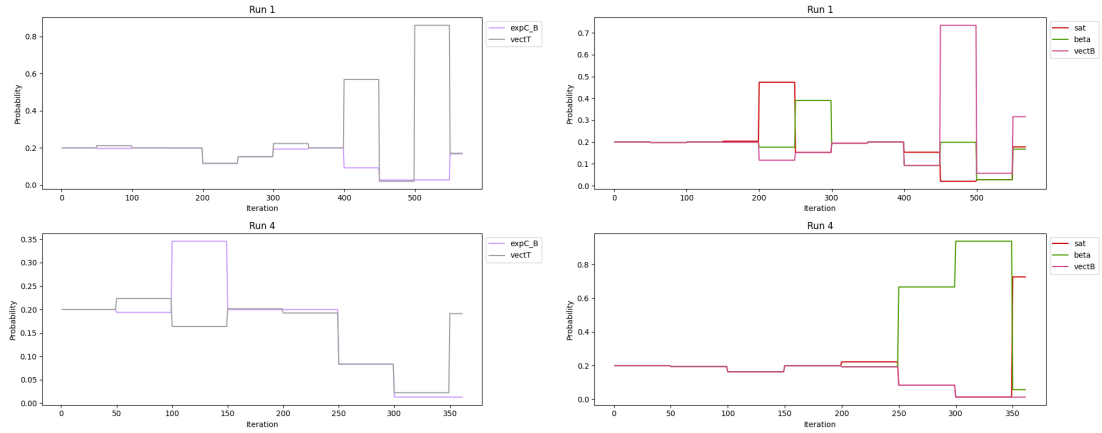 Run 1
Probability
0.8
0.6
0.4
0.2
0.0
0
100
200
300
400
500
Iteration
expC_B
vectT
Run 1
Probability
0.7
0.6
0.5
0.4
0.3
0.2
0.1
0.0
0
100
200
300
400
500
Iteration
sat
beta
vectB
Run 4
Probability
0.35
0.30
0.25
0.20
0.15
0.10
0.05
0.00
0
50
100
150
200
250
300
350
Iteration
expC_B
vectT
Run 4
Probability
0.8
0.6
0.4
0.2
0.0
0
50
100
150
200
250
300
350
Iteration
sat
beta
vectB